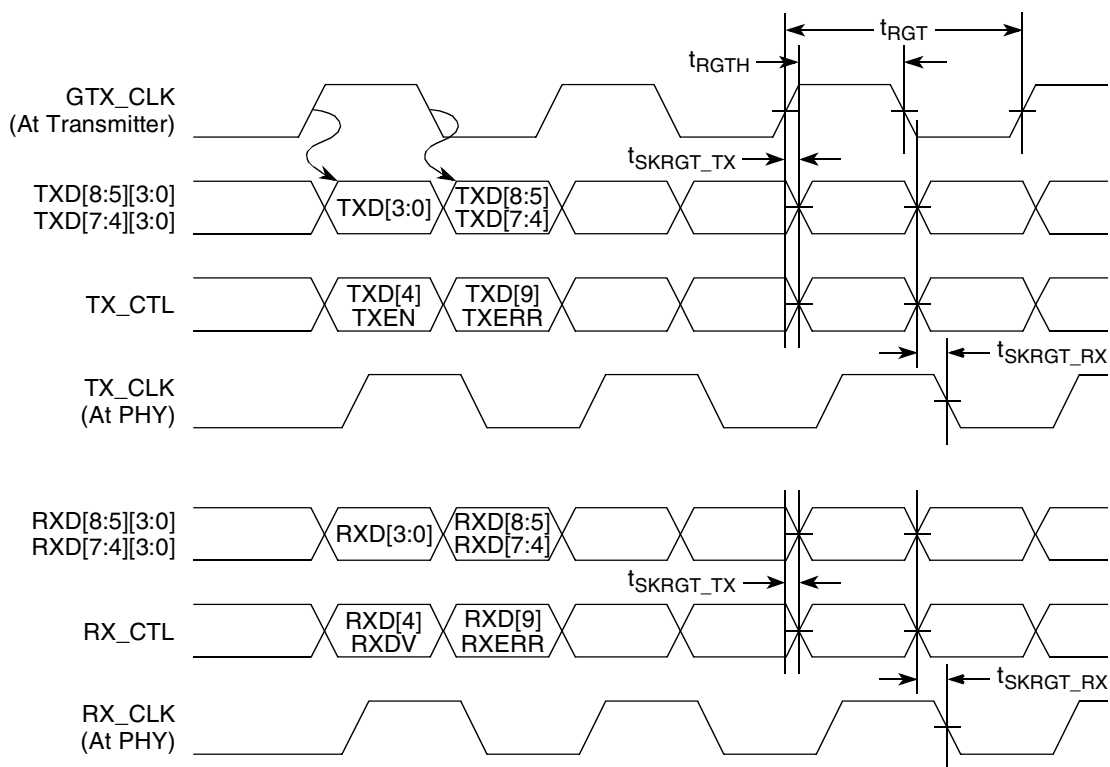 tRGT
tRGTH
GTX_CLK
(At Transmitter)
tSKRGT_TX
TXD[8:5][3:0]
TXD[7:4][3:0]
TXD[3:0]
TXD[8:5]
TXD[7:4]
TX_CTL
TXD[4]
TXEN
TXD[9]
TXERR
tSKRGT_RX
TX_CLK
(At PHY)
RXD[8:5][3:0]
RXD[7:4][3:0]
RXD[3:0]
RXD[8:5]
RXD[7:4]
tSKRGT_TX
RX_CTL
RXD[4]
RXDV
RXD[9]
RXERR
tSKRGT_RX
RX_CLK
(At PHY)